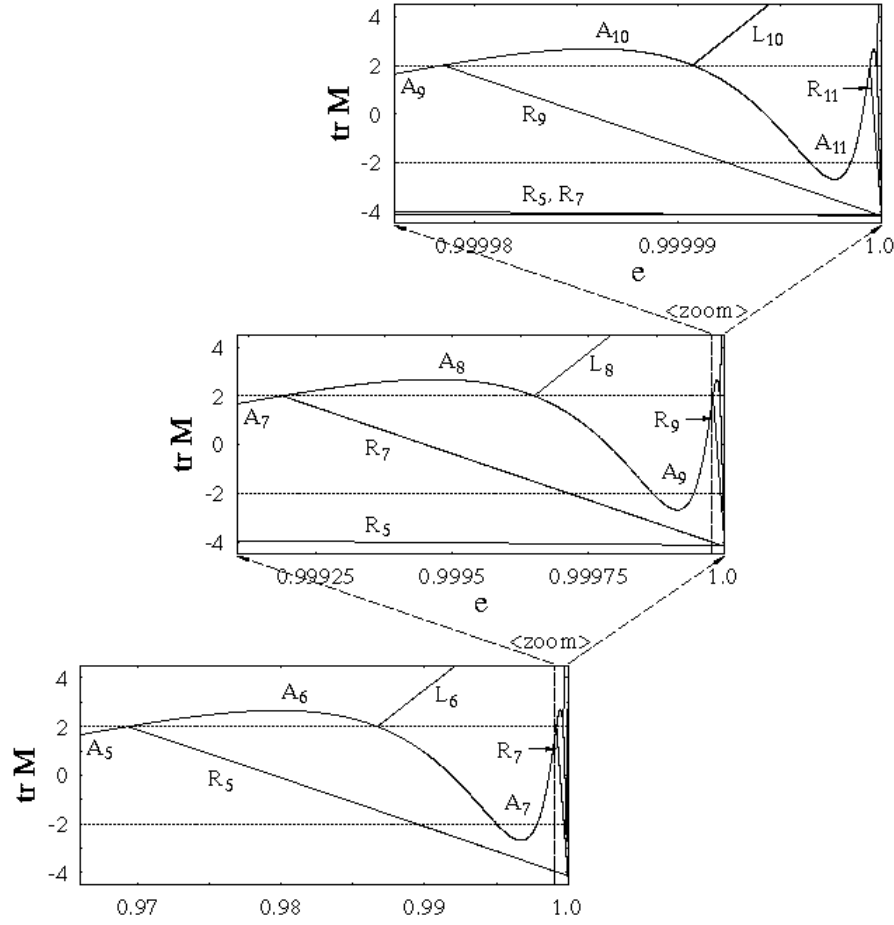 4
A₁₀
L₁₀
2
A₉
R₁₁
tr M
0
R₉
A₁₁
-2
R₅, R₇
-4
0.99998
0.99999
1.0
e
<zoom>
4
A₈
L₈
2
A₇
R₉
tr M
0
R₇
A₉
-2
R₅
-4
0.99925
0.9995
0.99975
1.0
e
<zoom>
4
A₆
L₆
2
A₅
R₇
tr M
0
R₅
A₇
-2
-4
0.97
0.98
0.99
1.0